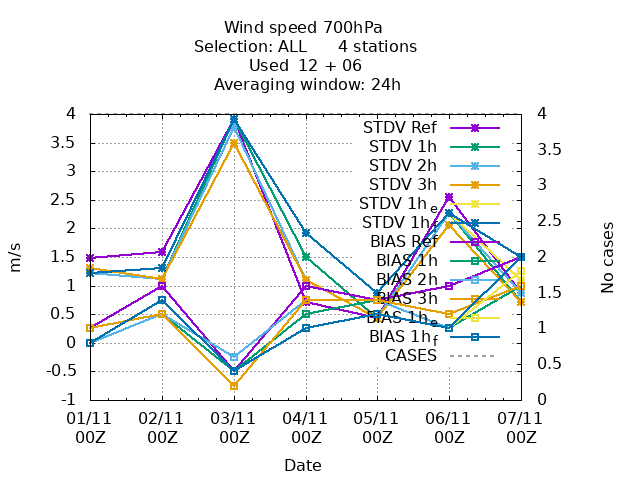 Wind speed 700hPa
Selection: ALL 4 stations
Used 12 + 06
Averaging window: 24h
4
3.5
3
2.5
2
1.5
1
0.5
0
-0.5
-1
4
3.5
3
2.5
2
1.5
1
0.5
0
m/s
No cases
STDV Ref
STDV 1h
STDV 2h
STDV 3h
STDV 1h_e
STDV 1h_f
BIAS Ref
BIAS 1h
BIAS 2h
BIAS 3h
BIAS 1h_e
BIAS 1h_f
CASES
01/11 02/11 03/11 04/11 05/11 06/11 07/11
00Z 00Z 00Z 00Z 00Z 00Z 00Z
Date